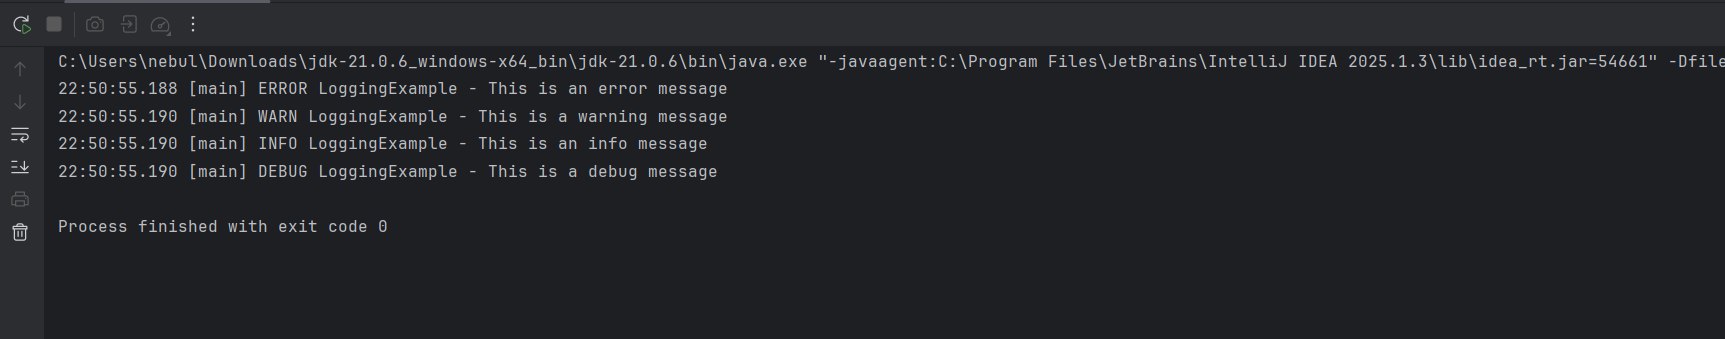 C:\Users\nebul\Downloads\jdk-21.0.6_windows-x64_bin\jdk-21.0.6\bin\java.exe "-javaagent:C:\Program Files\JetBrains\IntelliJ IDEA 2025.1.3\lib\idea_rt.jar=54661" -Dfile
22:50:55.188 [main] ERROR LoggingExample - This is an error message
22:50:55.190 [main] WARN LoggingExample - This is a warning message
22:50:55.190 [main] INFO LoggingExample - This is an info message
22:50:55.190 [main] DEBUG LoggingExample - This is a debug message
Process finished with exit code 0